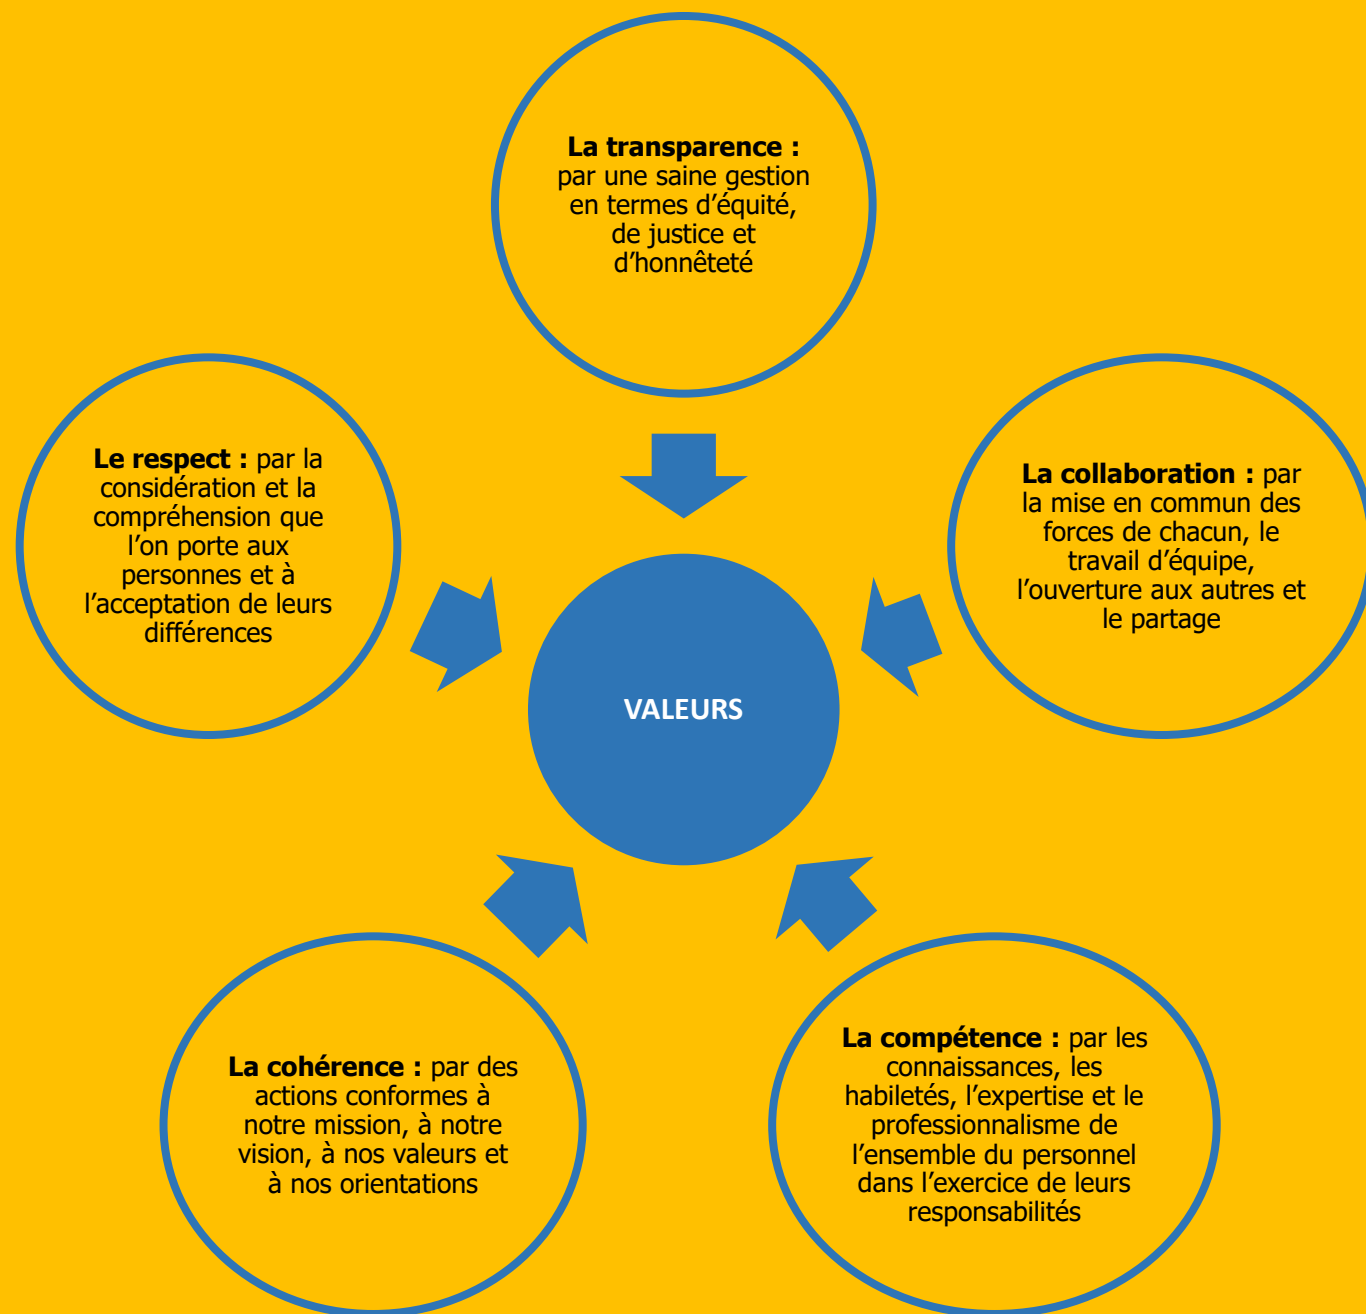 La transparence :
par une saine gestion
en termes d’équité,
de justice et
d’honnêteté
Le respect : par la
considération et la
compréhension que
l’on porte aux
personnes et à
l’acceptation de leurs
différences
La collaboration : par
la mise en commun des
forces de chacun, le
travail d’équipe,
l’ouverture aux autres et
le partage
VALEURS
La cohérence : par des
actions conformes à
notre mission, à notre
vision, à nos valeurs et
à nos orientations
La compétence : par les
connaissances, les
habiletés, l’expertise et le
professionnalisme de
l’ensemble du personnel
dans l’exercice de leurs
responsabilités